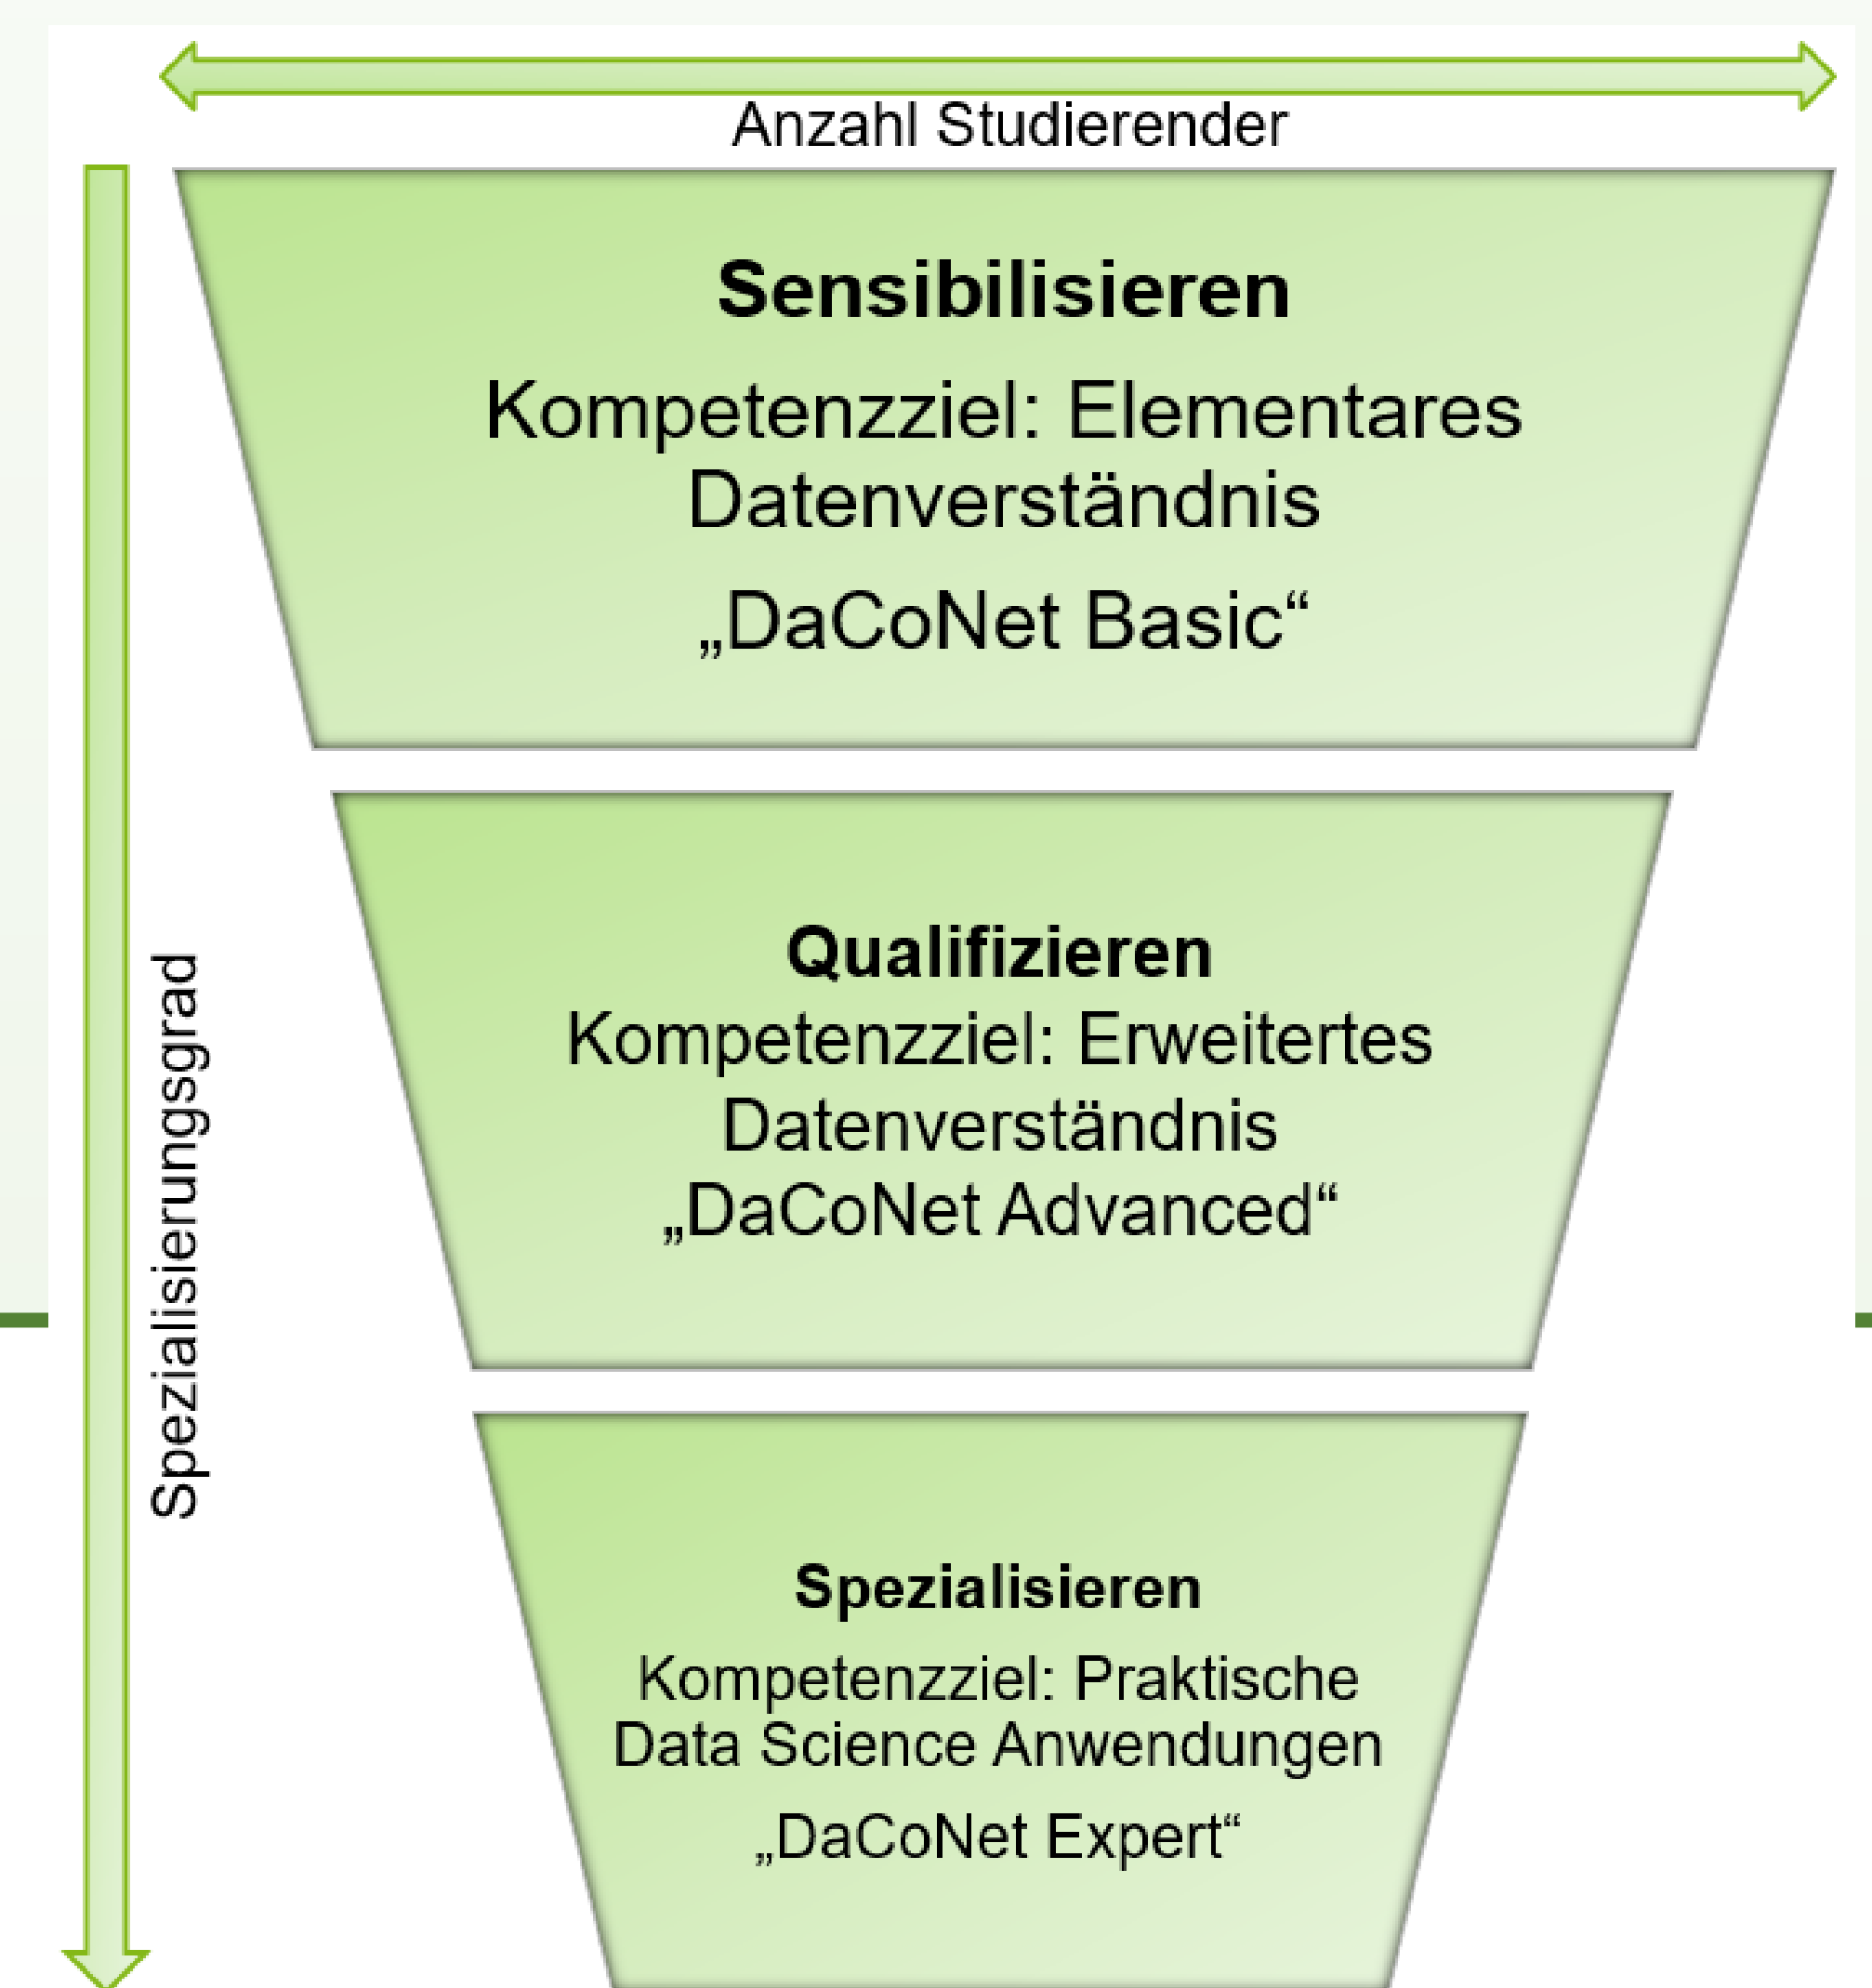 Anzahl Studierender
Sensibilisieren
Kompetenzziel: Elementares
Datenverständnis
„DaCoNet Basic“
Spezialisierungsgrad
Qualifizieren
Kompetenzziel: Erweitertes
Datenverständnis
„DaCoNet Advanced“
Spezialisieren
Kompetenzziel: Praktische
Data Science Anwendungen
„DaCoNet Expert“